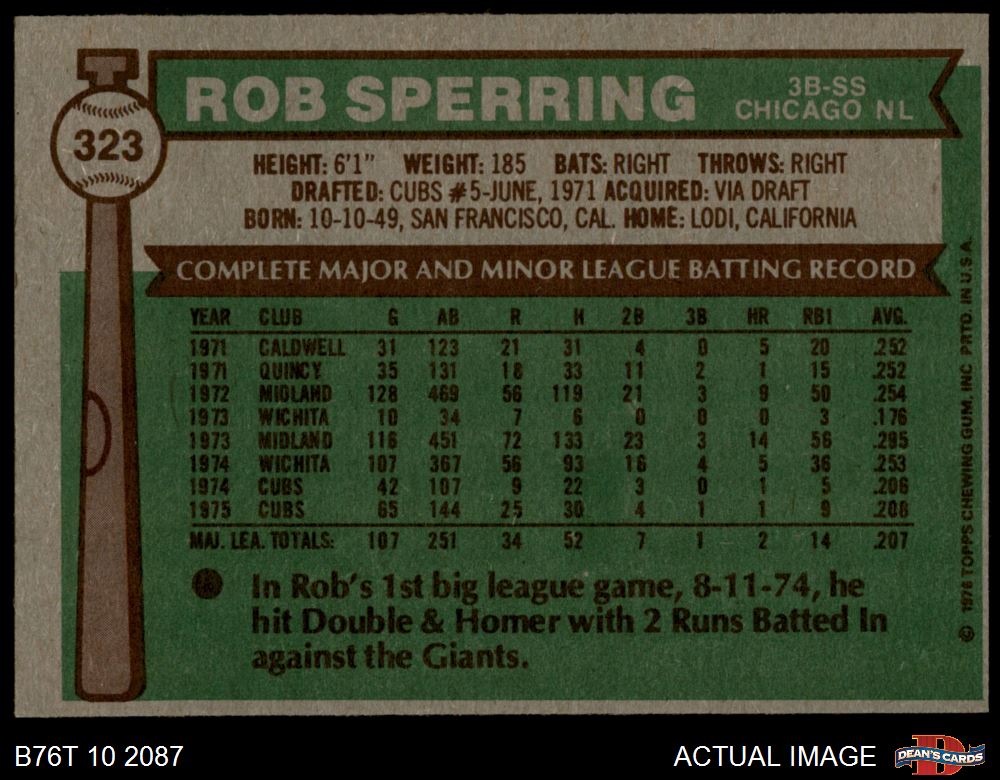 323
ROB SPERRING
3B-SS
CHICAGO NL
HEIGHT: 6'1" WEIGHT: 185 BATS: RIGHT THROWS: RIGHT
DRAFTED: CUBS #5-JUNE, 1971 ACQUIRED: VIA DRAFT
BORN: 10-10-49, SAN FRANCISCO, CAL. HOME: LODI, CALIFORNIA
COMPLETE MAJOR AND MINOR LEAGUE BATTING RECORD
YEAR CLUB G AB R H 2B 3B HR RBI AVG.
1971 CALDWELL 31 123 21 31 4 0 5 20 .252
1971 QUINCY 35 131 18 33 11 2 1 15 .252
1972 MIDLAND 128 469 56 119 21 3 9 50 .254
1973 WICHITA 10 34 7 6 0 0 0 3 .176
1973 MIDLAND 116 451 72 133 23 3 14 56 .295
1974 WICHITA 107 367 56 93 16 4 5 36 .253
1974 CUBS 42 107 9 22 3 0 1 5 .206
1975 CUBS 65 144 25 30 4 1 1 9 .208
MAJ. LEA. TOTALS: 107 251 34 52 7 1 2 14 .207
In Rob's 1st big league game, 8-11-74, he
hit Double & Homer with 2 Runs Batted In
against the Giants.
© 1976 TOPPS CHEWING GUM, INC PRTD. IN U.S.A.
B76T 10 2087
ACTUAL IMAGE
DEAN'S CARDS